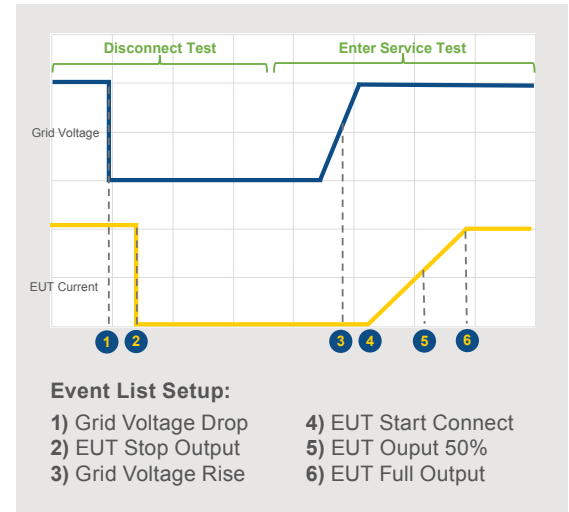 Disconnect Test
Enter Service Test
Grid Voltage
EUT Current
1 2 3 4 5 6
Event List Setup:
1) Grid Voltage Drop
2) EUT Stop Output
3) Grid Voltage Rise
4) EUT Start Connect
5) EUT Ouput 50%
6) EUT Full Output